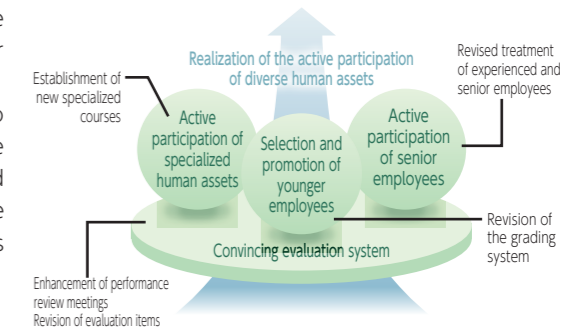 Realization of the active participation
of diverse human assets
Establishment of
new specialized
courses
Active
participation of
specialized
human assets
Selection and
promotion of
younger
employees
Active
participation
of senior
employees
Revised treatment
of experienced and
senior employees
Revision of
the grading
system
Convincing evaluation system
Enhancement of performance
review meetings
Revision of evaluation items